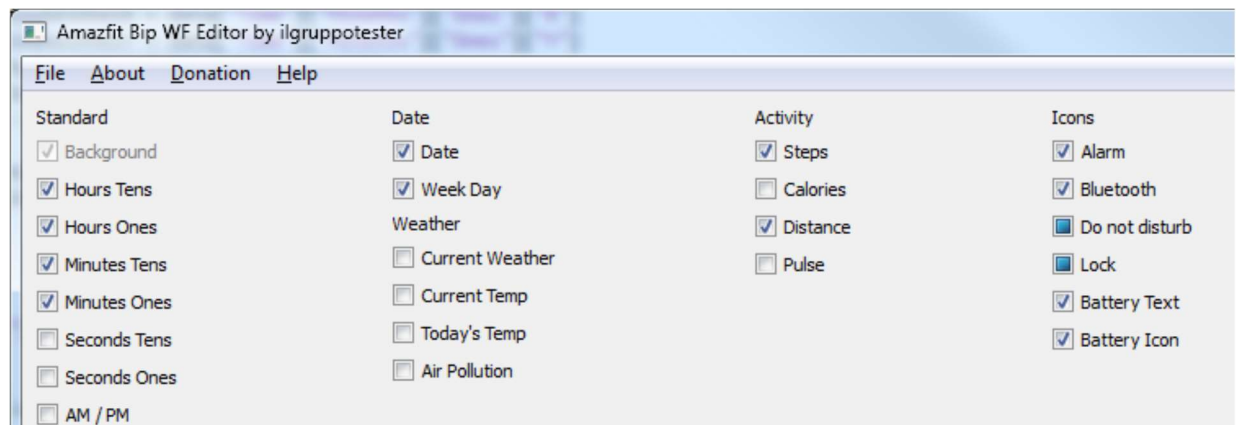 Amazfit Bip WF Editor by ilgruppotester
File About Donation Help
Standard
Background
Hours Tens
Hours Ones
Minutes Tens
Minutes Ones
Seconds Tens
Seconds Ones
AM / PM
Date
Date
Week Day
Weather
Current Weather
Current Temp
Today's Temp
Air Pollution
Activity
Steps
Calories
Distance
Pulse
Icons
Alarm
Bluetooth
Do not disturb
Lock
Battery Text
Battery Icon